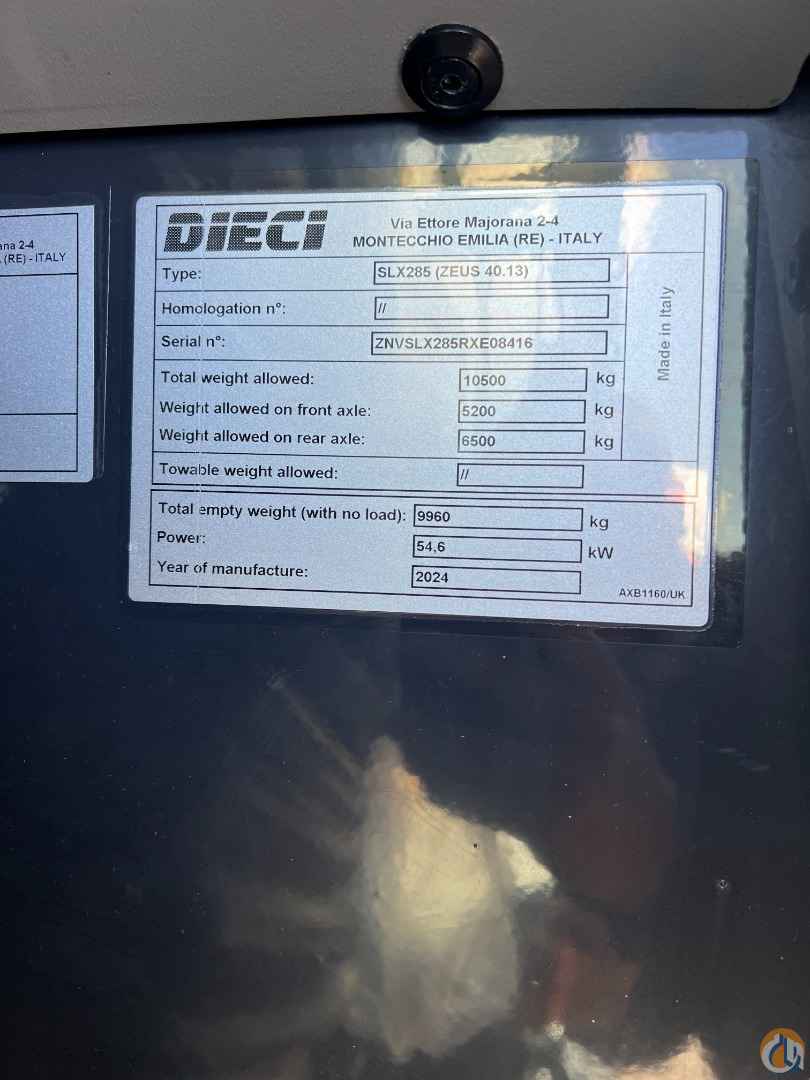 ana 2-4
(RE) - ITALY
DIECI
Via Ettore Majorana 2-4
MONTECCHIO EMILIA (RE) - ITALY
Type: SLX285 (ZEUS 40.13)
Homologation n°: //
Serial n°: ZNVSLX285RXE08416
Made in Italy
Total weight allowed: 10500 kg
Weight allowed on front axle: 5200 kg
Weight allowed on rear axle: 6500 kg
Towable weight allowed: //
Total empty weight (with no load): 9960 kg
Power: 54,6 kW
Year of manufacture: 2024
AXB1160/UK